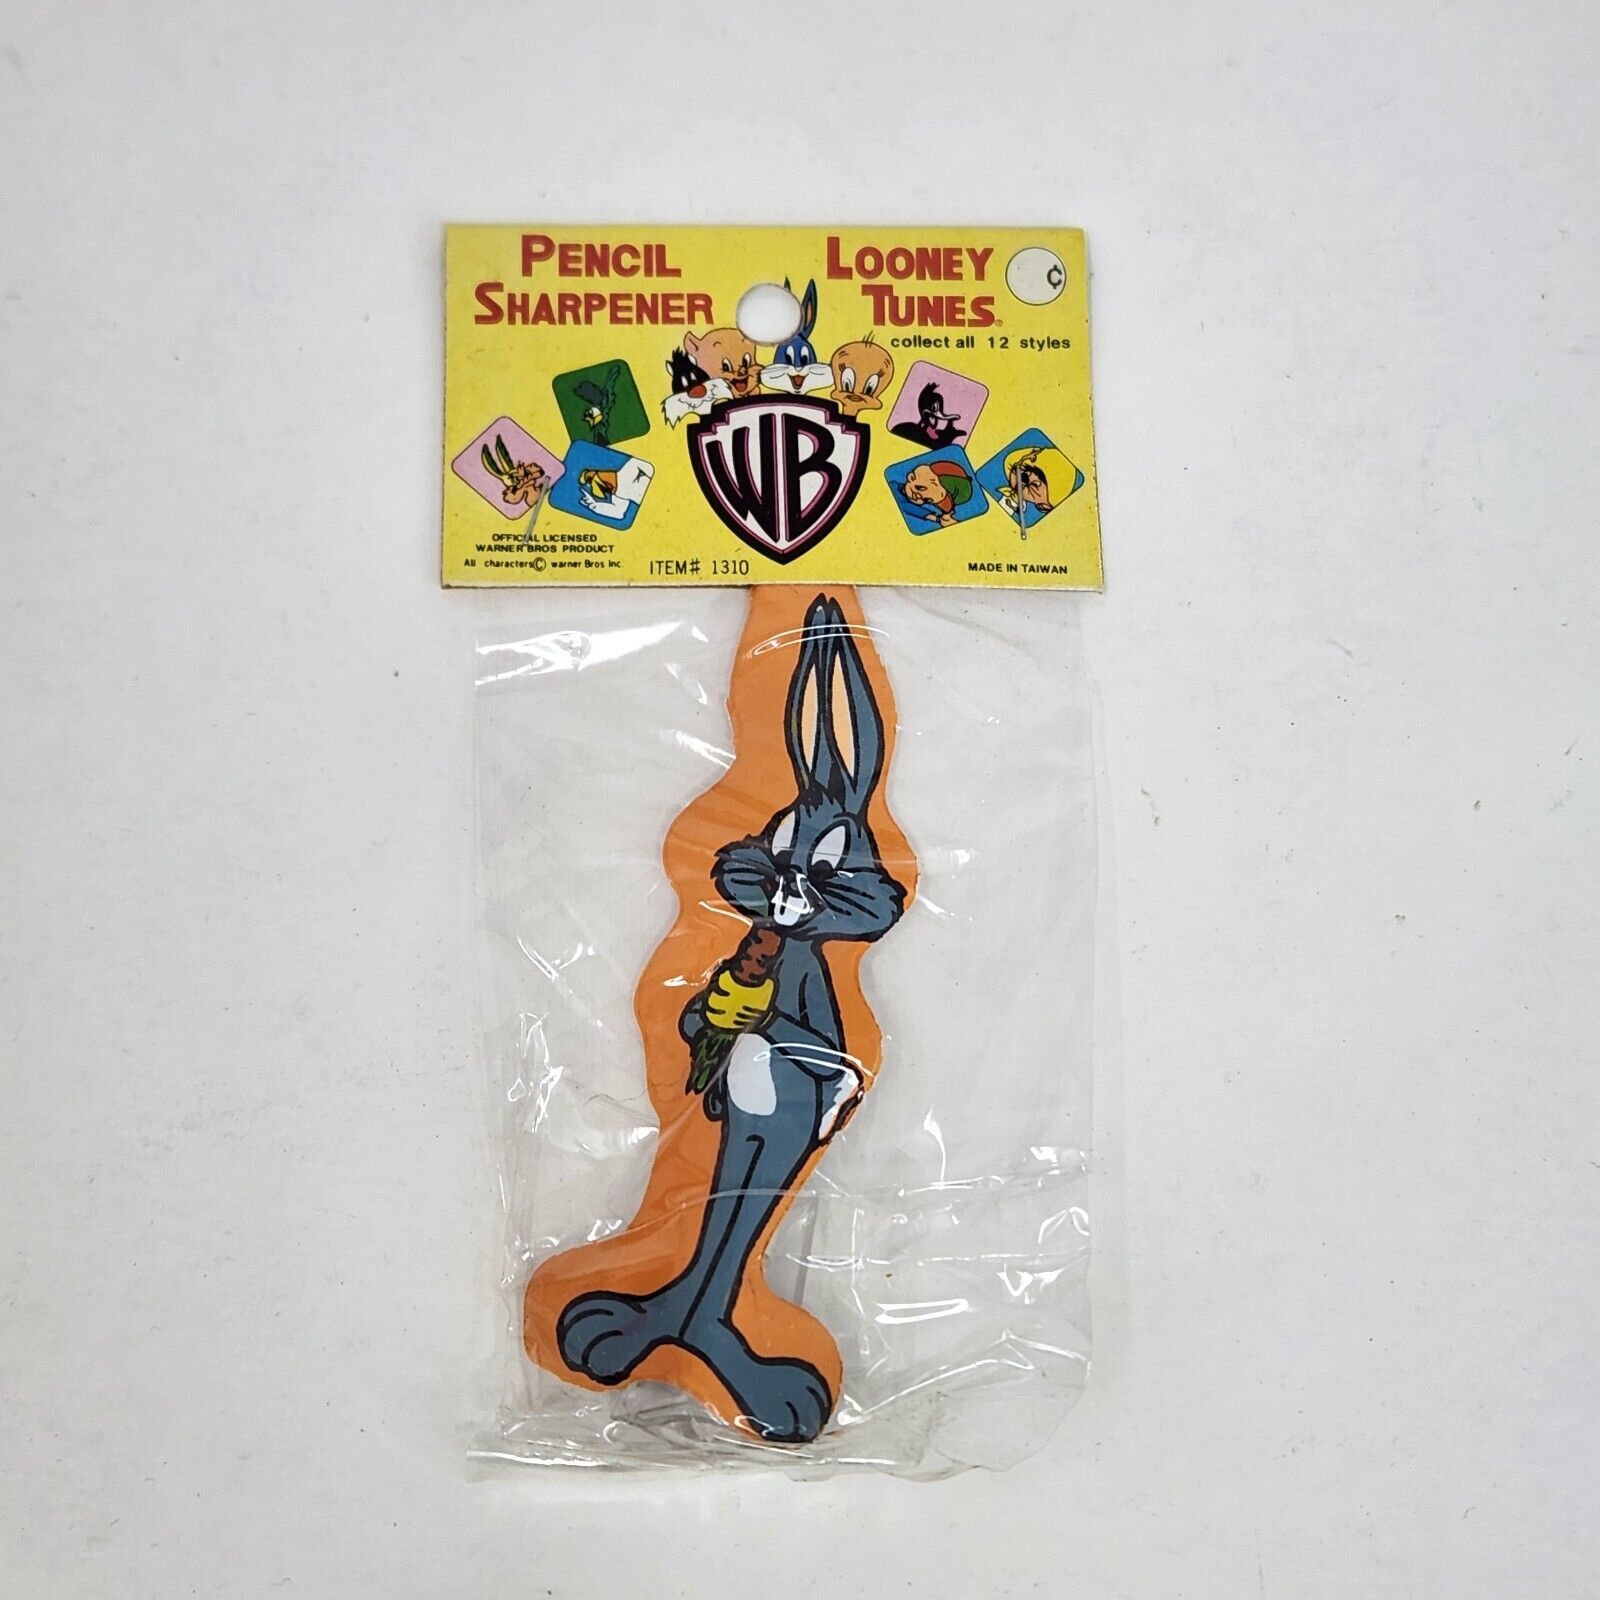 PENCIL
SHARPENER
LOONEY
TUNES®
¢
collect all 12 styles
WB
OFFICIAL LICENSED
WARNER BROS PRODUCT
All characters© warner Bros Inc.
ITEM# 1310
MADE IN TAIWAN